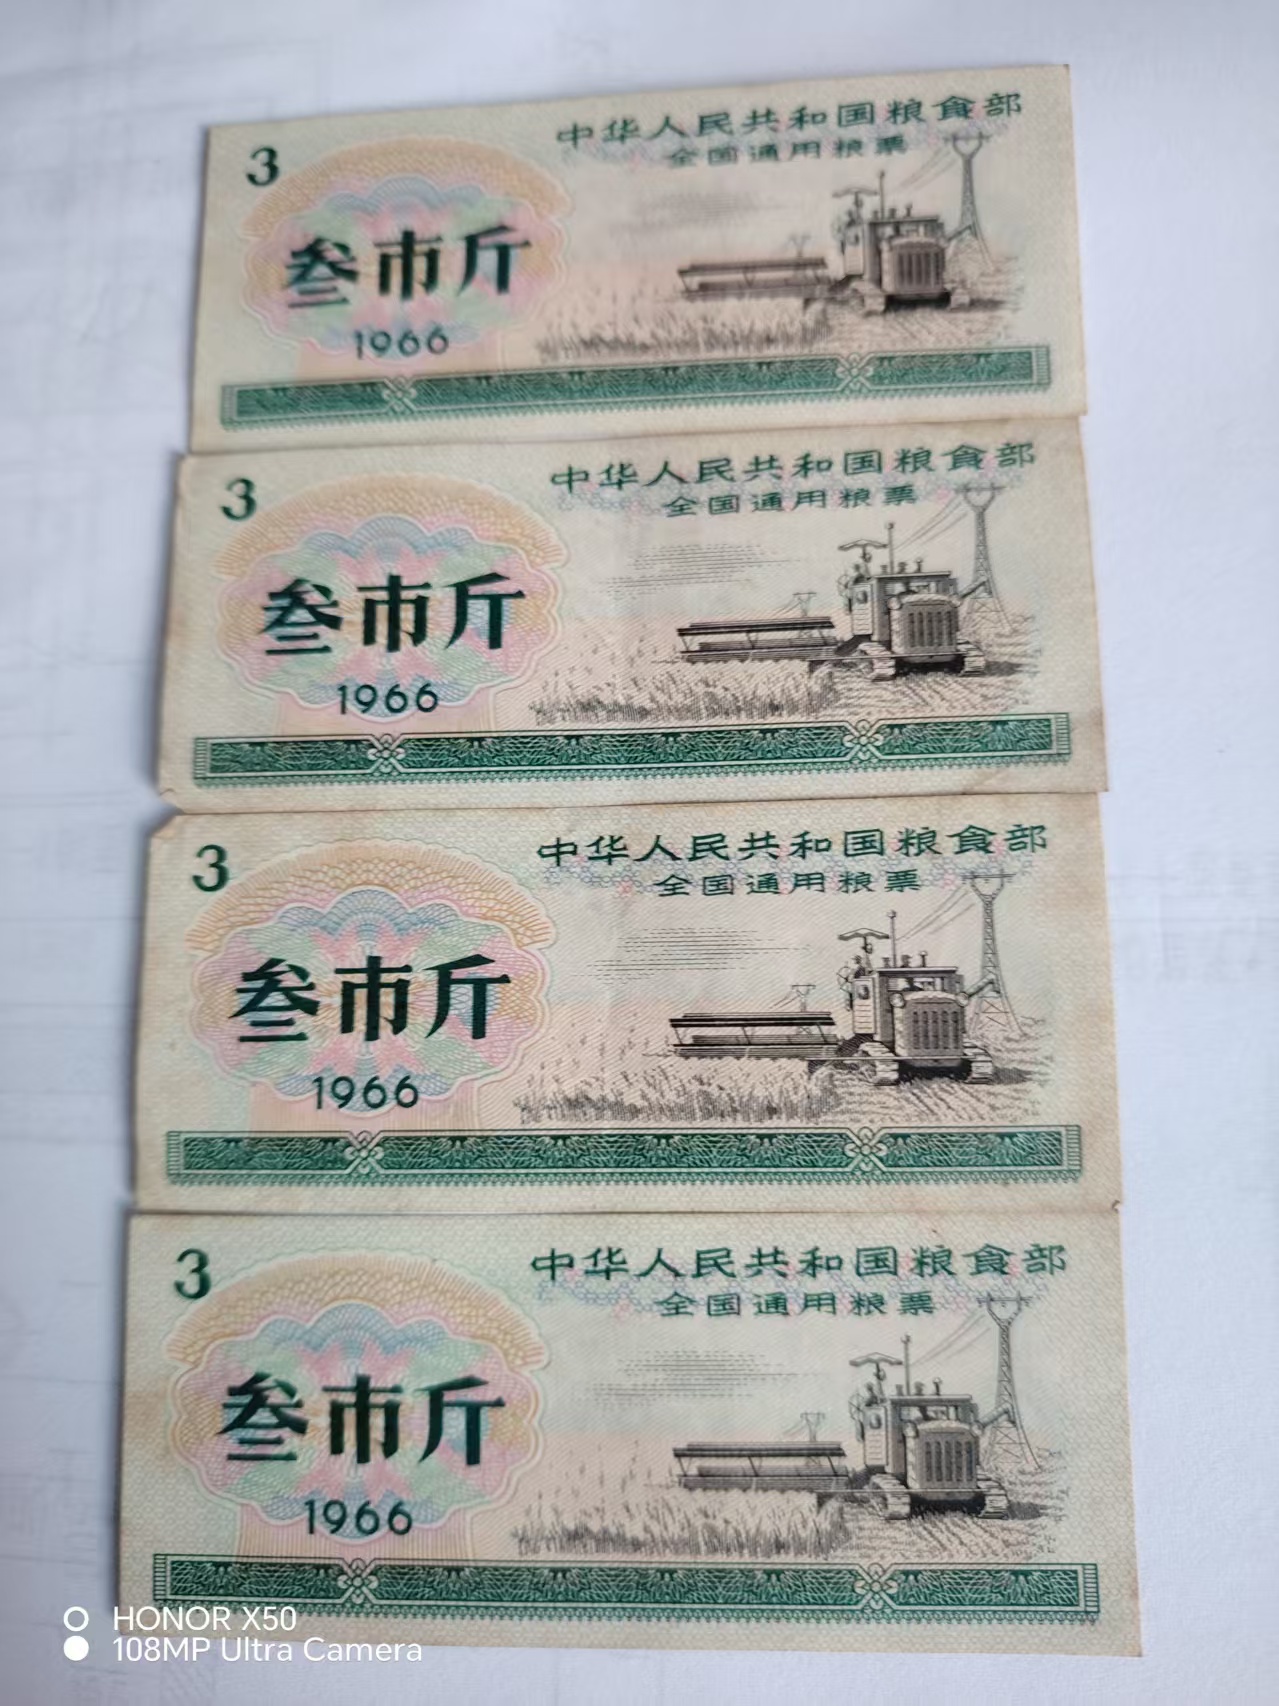 3
中华人民共和国粮食部
全国通用粮票
叁市斤
1966
3
中华人民共和国粮食部
全国通用粮票
叁市斤
1966
3
中华人民共和国粮食部
全国通用粮票
叁市斤
1966
3
中华人民共和国粮食部
全国通用粮票
叁市斤
1966
HONOR X50
108MP Ultra Camera